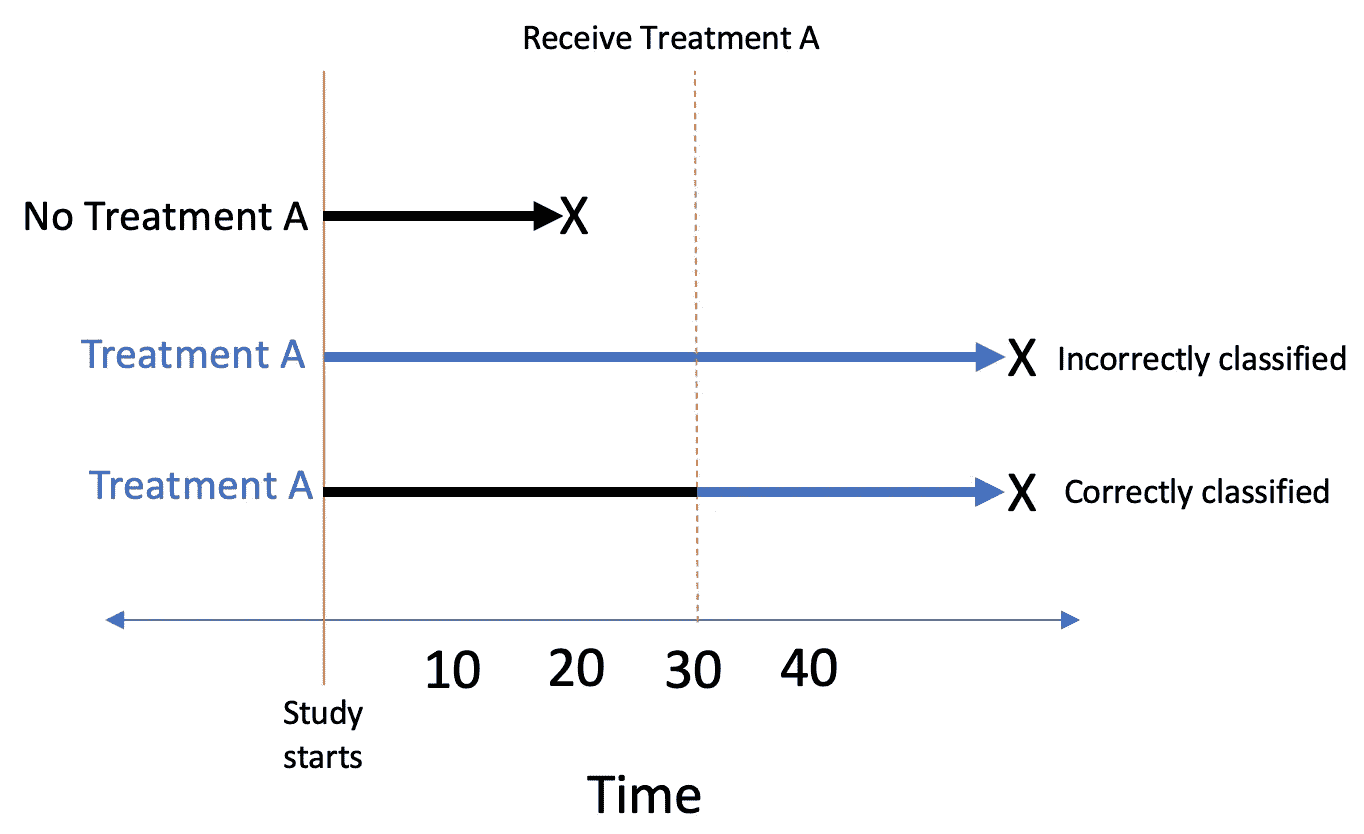 Receive Treatment A
No Treatment A
X
Treatment A
X
Incorrectly classified
Treatment A
X
Correctly classified
10 20 30 40
Study
starts
Time